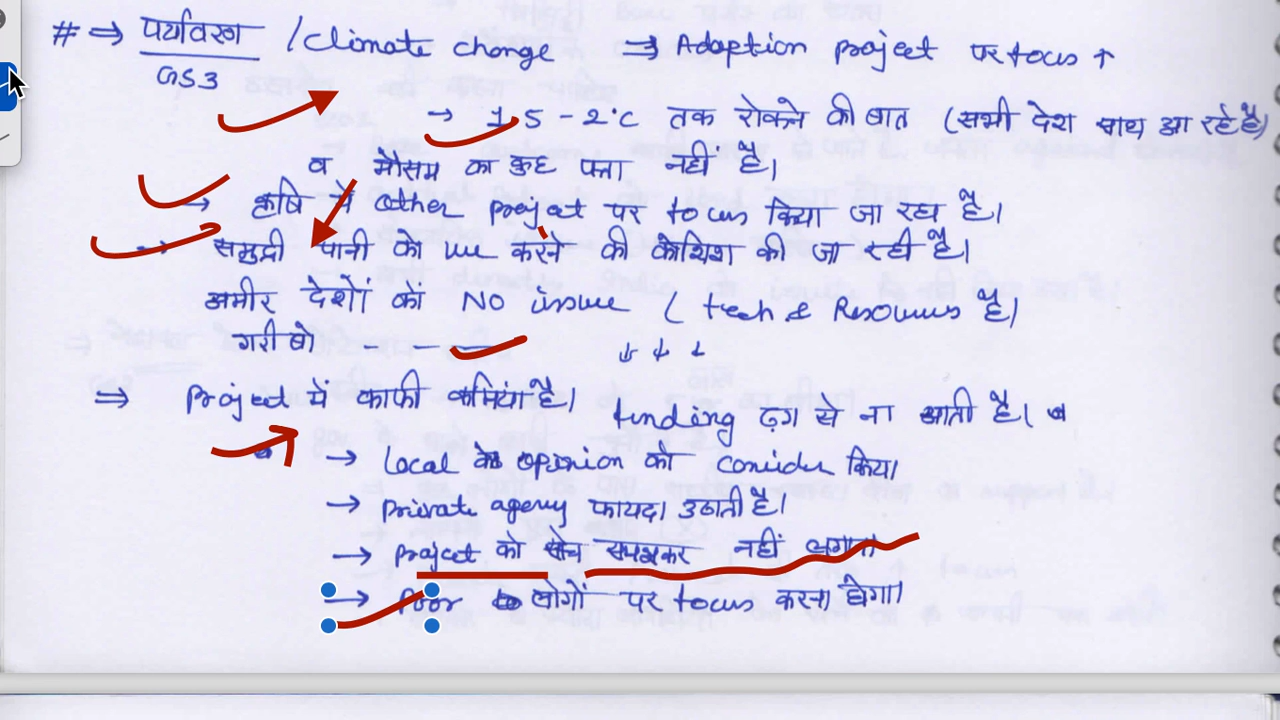 # ⇒ पर्यावरण / climate change → Adaption project पर focus ↑
GS3
→ 1.5 - 2°C तक रोकने की बात (सभी देश साथ आ रहे है)
व मौसम का कुछ पता नही है।
→ कृषि व other project पर focus किया जा रहा है।
→ समुद्री पानी को use करने की कोशिश की जा रही है।
अमीर देशों को NO issue ( tech & Resources है)
गरीबो - - - ↓ ↓ ↓
⇒ Project में काफी कमियां है। funding ढ़ग से ना आती है। व
→ local के opinion को consider किया
→ private agency फायदा उठाती है।
→ project को सोच समझकर नहीं लगाना
→ poor लोगों पर focus करना होगा।